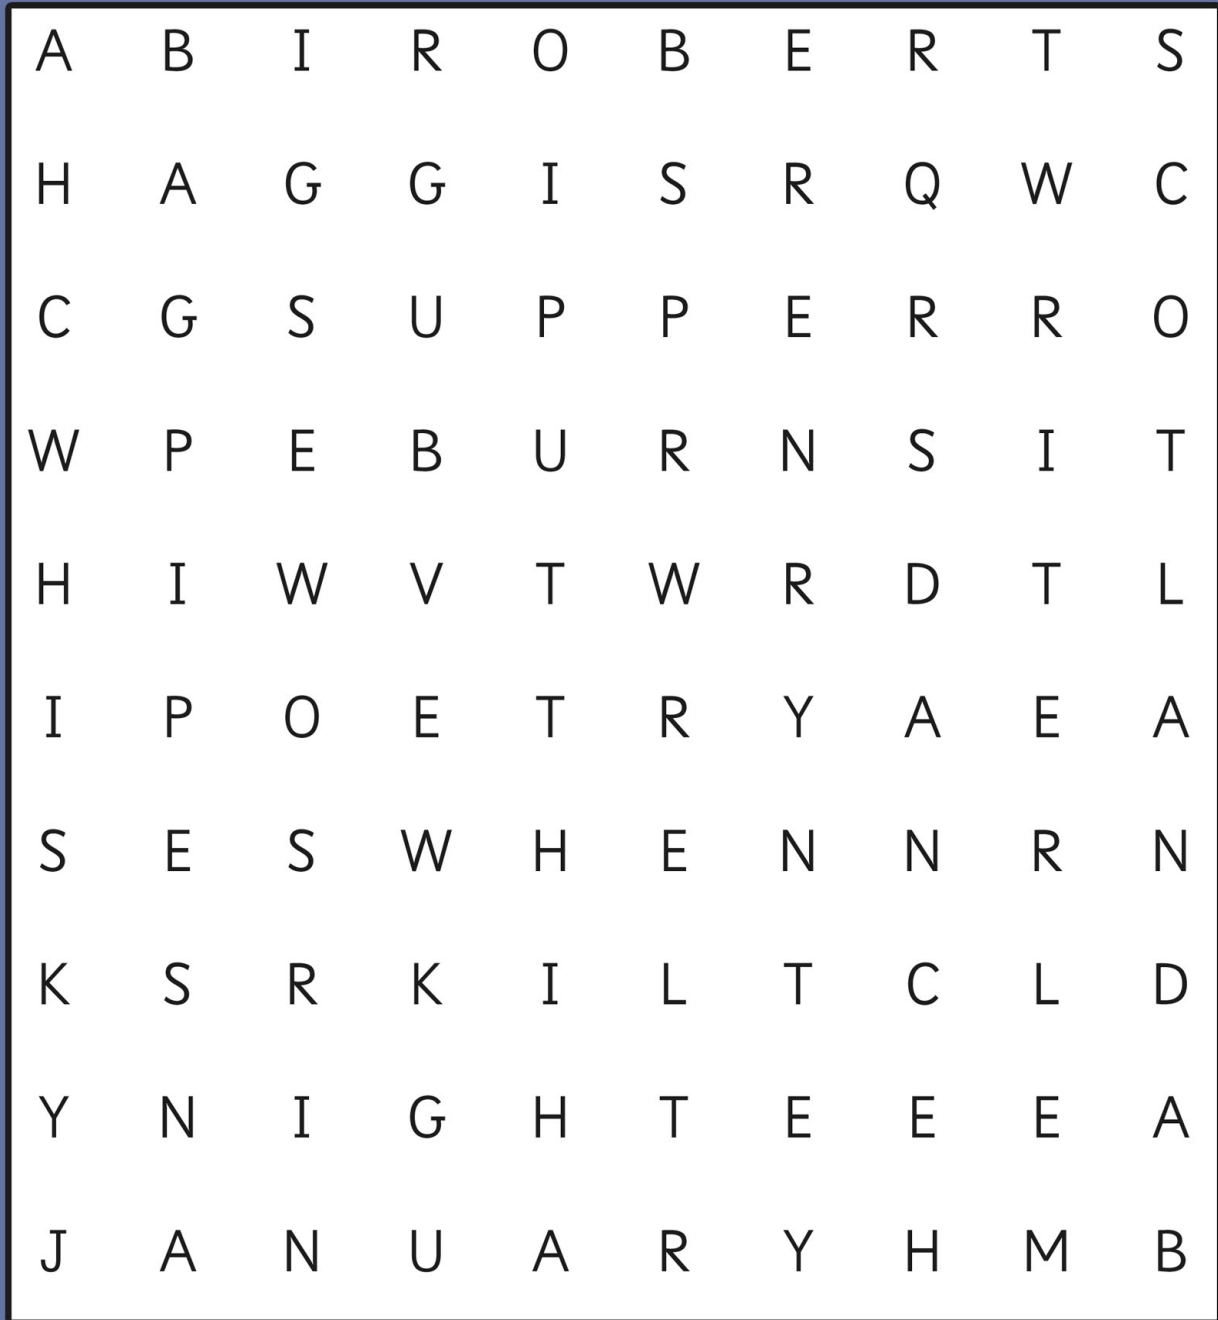 A B I R O B E R T S
H A G G I S R Q W C
C G S U P P E R R O
W P E B U R N S I T
H I W V T W R D T L
I P O E T R Y A E A
S E S W H E N N R N
K S R K I L T C L D
Y N I G H T E E E A
J A N U A R Y H M B